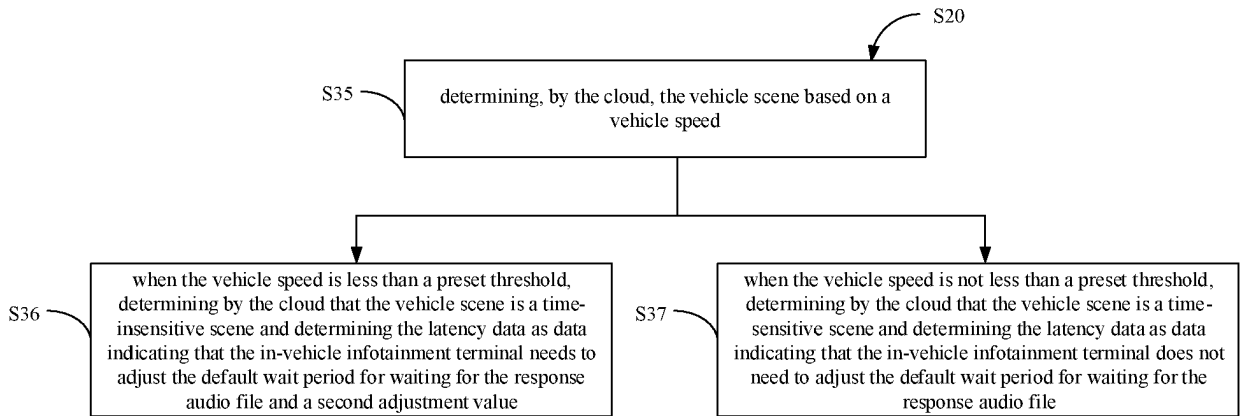 S20
S35
determining, by the cloud, the vehicle scene based on a
vehicle speed
S36
when the vehicle speed is less than a preset threshold,
determining by the cloud that the vehicle scene is a time-
insensitive scene and determining the latency data as data
indicating that the in-vehicle infotainment terminal needs to
adjust the default wait period for waiting for the response
audio file and a second adjustment value
S37
when the vehicle speed is not less than a preset threshold,
determining by the cloud that the vehicle scene is a time-
sensitive scene and determining the latency data as data
indicating that the in-vehicle infotainment terminal does not
need to adjust the default wait period for waiting for the
response audio file